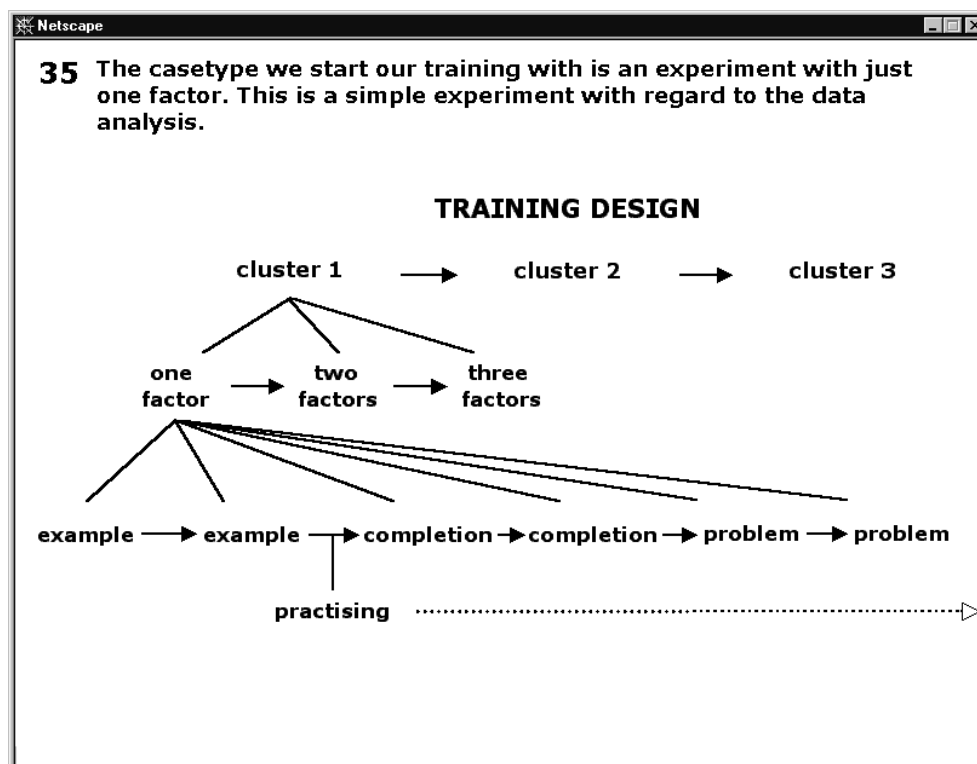 Netscape
35 The casetype we start our training with is an experiment with just
one factor. This is a simple experiment with regard to the data
analysis.
TRAINING DESIGN
cluster 1 cluster 2 cluster 3
one two three
factor factors factors
example example completion completion problem problem
practising